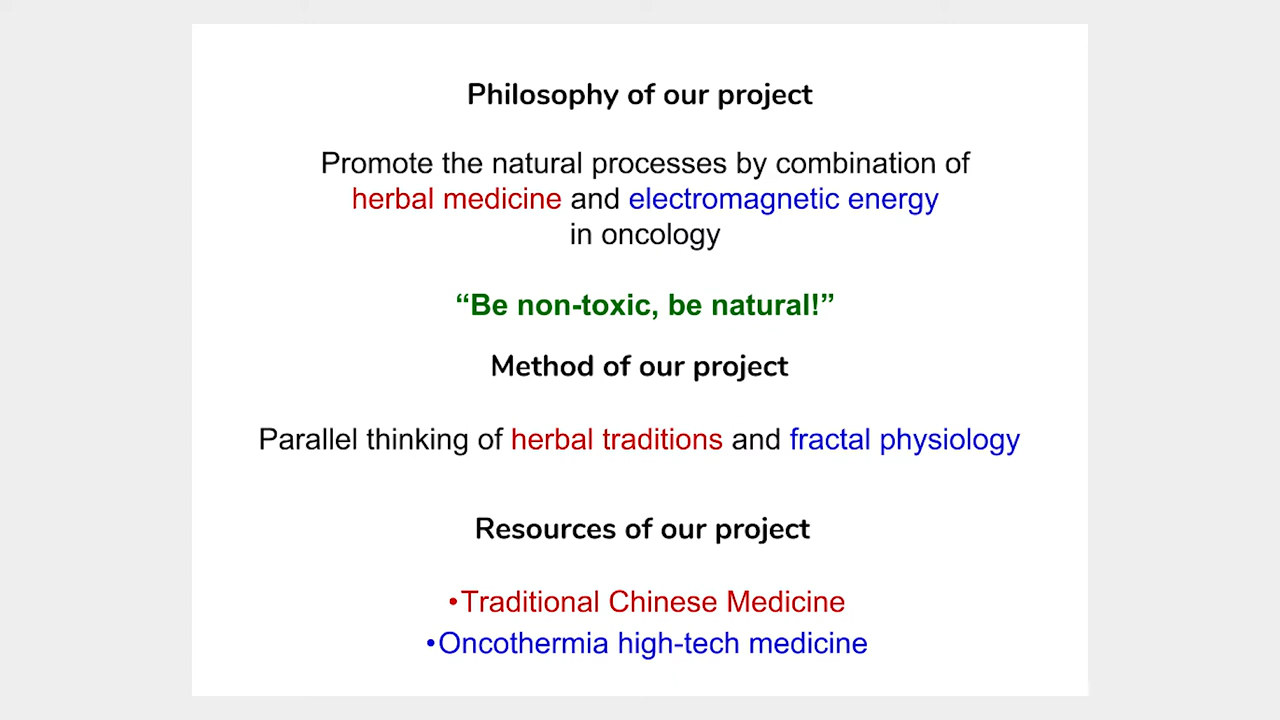 Philosophy of our project
Promote the natural processes by combination of
herbal medicine and electromagnetic energy
in oncology
“Be non-toxic, be natural!”
Method of our project
Parallel thinking of herbal traditions and fractal physiology
Resources of our project
•Traditional Chinese Medicine
•Oncothermia high-tech medicine